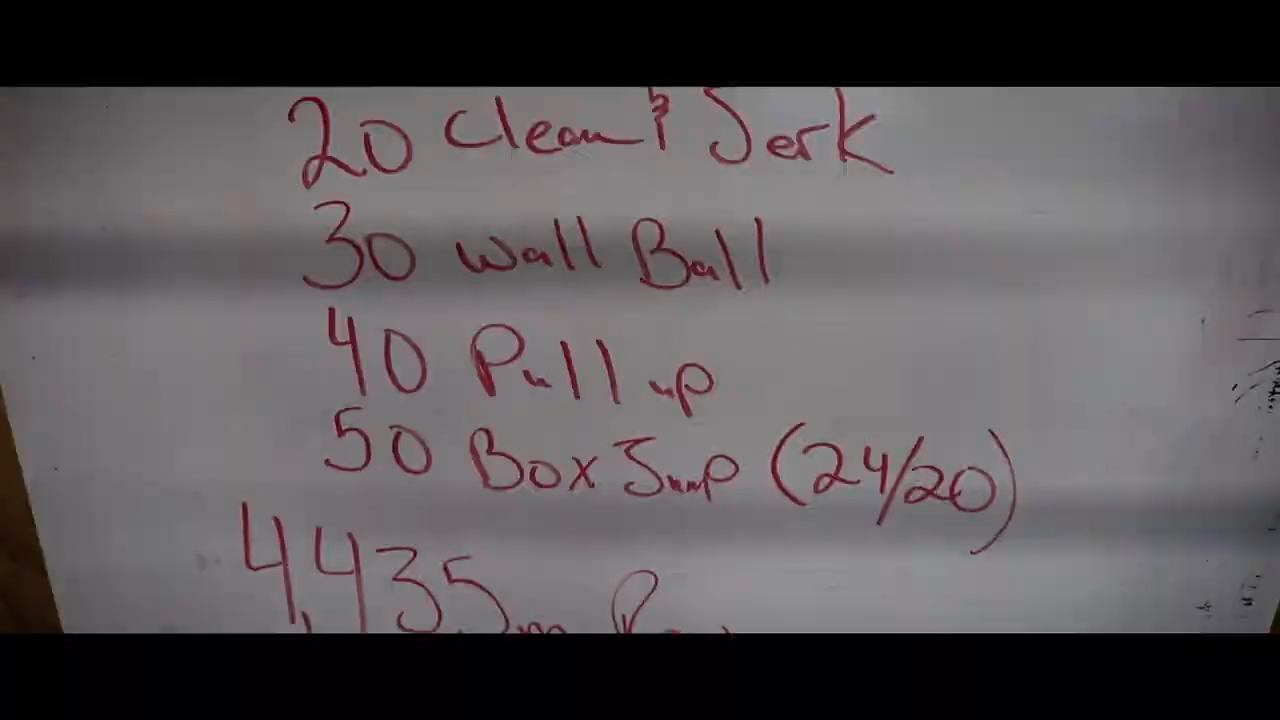 20 Clean & Jerk
30 Wall Ball
40 Pull up
50 Box Jump (24/20)
4,435m